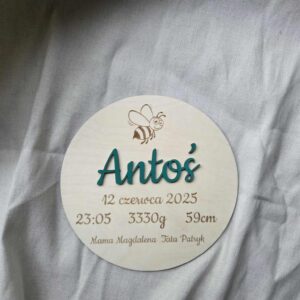 Antoś
12 czerwca 2025
23:05 3330g 59cm
Mama Magdalena Tata Patryk